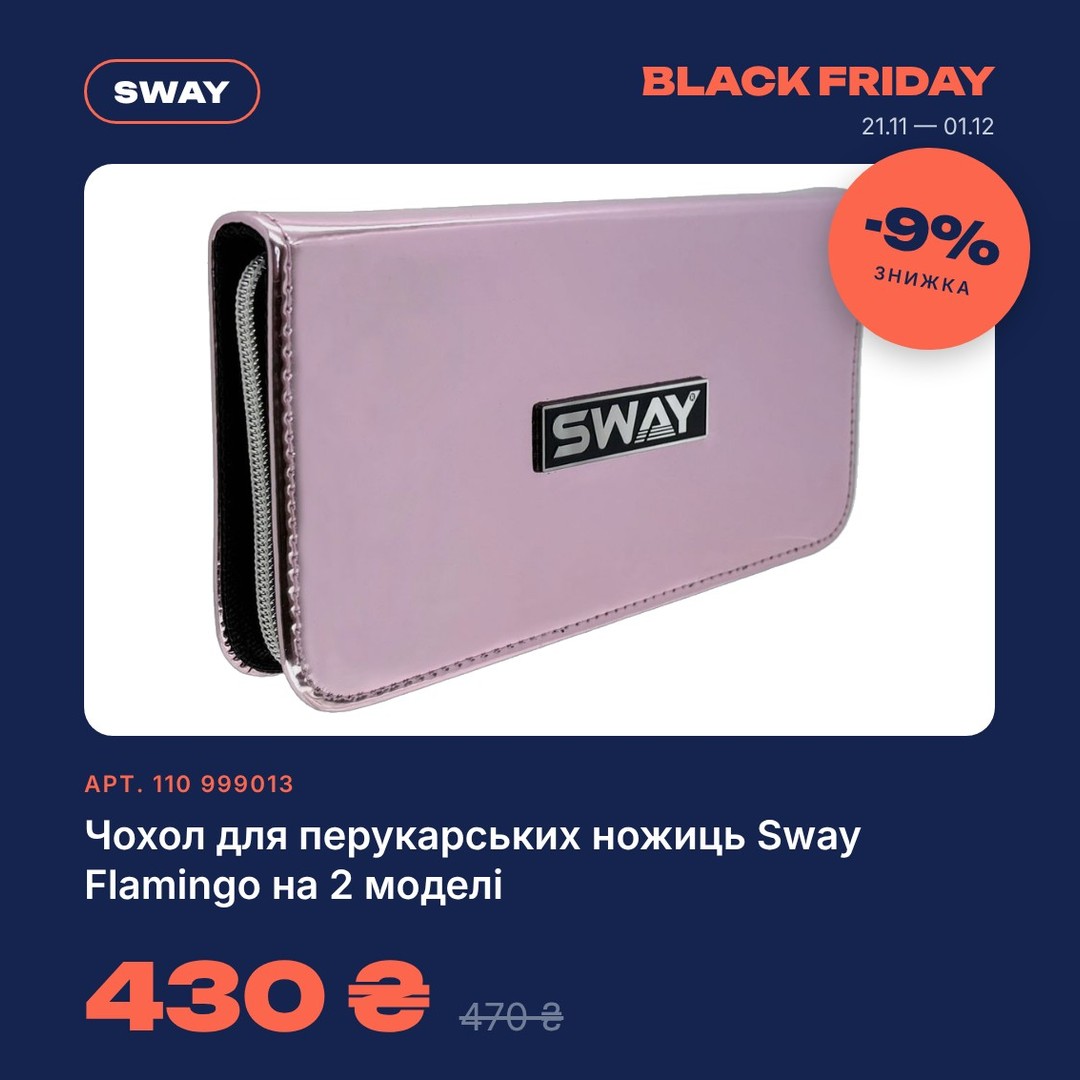 SWAY
BLACK FRIDAY
21.11 — 01.12
-9%
ЗНИЖКА
SWAY®
АРТ. 110 999013
Чохол для перукарських ножиць Sway
Flamingo на 2 моделі
430 ₴ 470 ₴